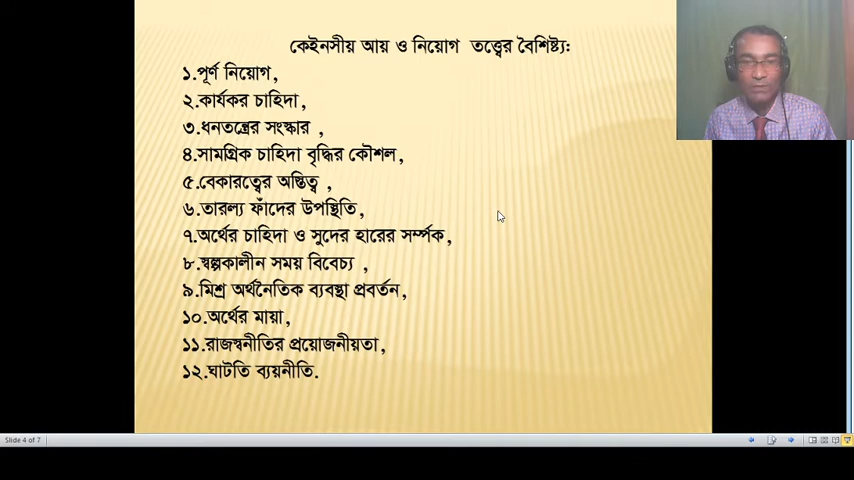 কেইনসীয় আয় ও নিয়োগ তত্ত্বের বৈশিষ্ট্য:
১.পূর্ণ নিয়োগ,
২.কার্যকর চাহিদা,
৩.ধনতন্ত্রের সংস্কার ,
৪.সামগ্রিক চাহিদা বৃদ্ধির কৌশল,
৫.বেকারত্বের অস্তিত্ব ,
৬.তারল্য ফাঁদের উপস্থিতি,
৭.অর্থের চাহিদা ও সুদের হারের সর্ম্পক,
৮.স্বল্পকালীন সময় বিবেচ্য ,
৯.মিশ্র অর্থনৈতিক ব্যবস্থা প্রবর্তন,
১০.অর্থের মায়া,
১১.রাজস্বনীতির প্রয়োজনীয়তা,
১২.ঘাটতি ব্যয়নীতি.
Slide 4 of 7